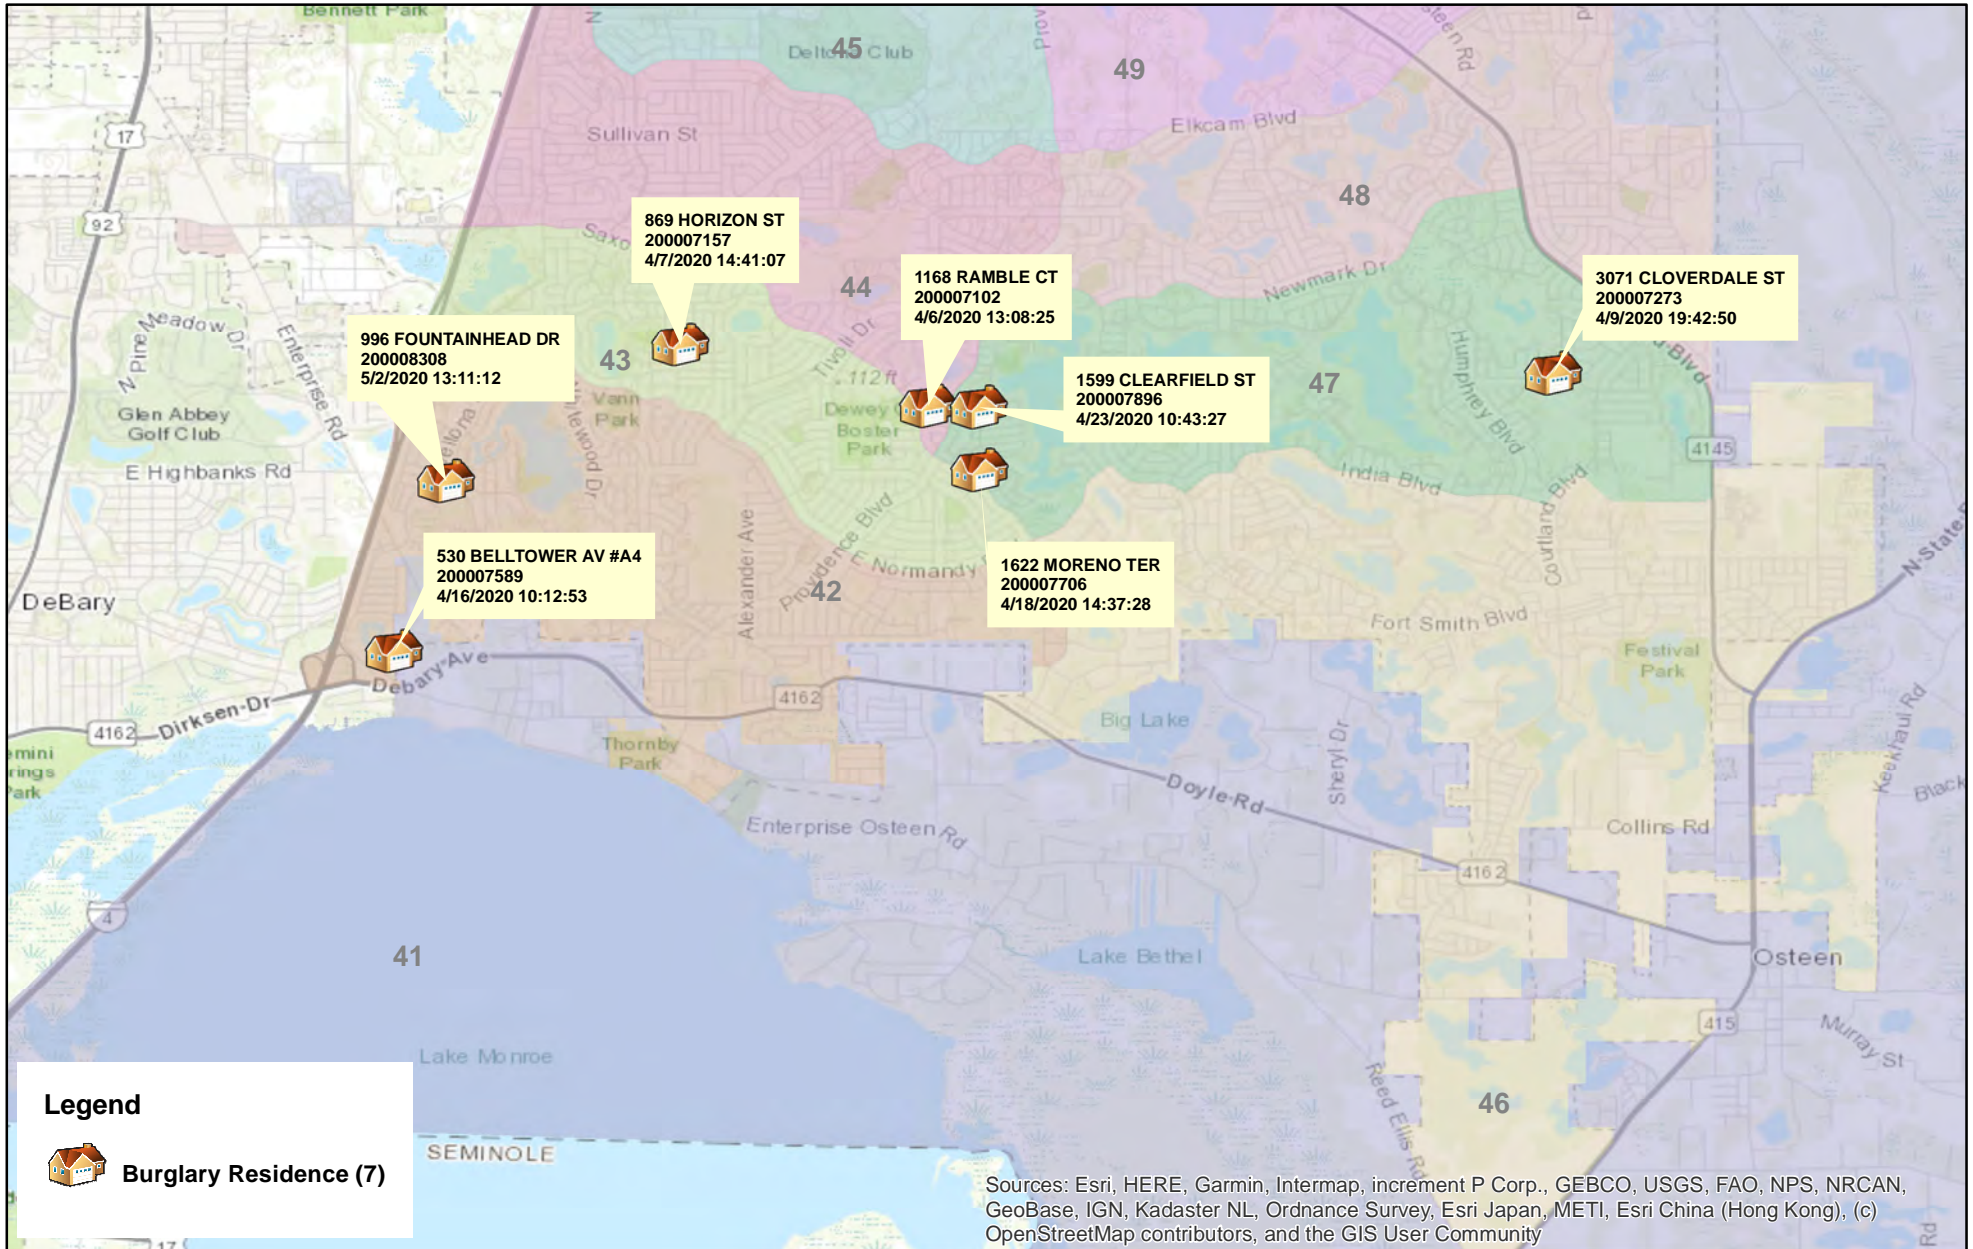 Bennett Park
45
Deltona Club
49
Sullivan St
Elkcam Blvd
17
48
92
869 HORIZON ST
200007157
4/7/2020 14:41:07
44
1168 RAMBLE CT
200007102
4/6/2020 13:08:25
Newmark Dr
3071 CLOVERDALE ST
200007273
4/9/2020 19:42:50
N Pine Meadow Dr
Enterprise Rd
996 FOUNTAINHEAD DR
200008308
5/2/2020 13:11:12
43
Tivoli Dr
112ft
1599 CLEARFIELD ST
200007896
4/23/2020 10:43:27
47
Humphrey Blvd
Blvd
Vann
Park
Dewey
Boster
Park
Glen Abbey
Golf Club
E Highbanks Rd
4145
India Blvd
Courtland Blvd
530 BELLTOWER AV #A4
200007589
4/16/2020 10:12:53
Alexander Ave
Providence Blvd
E Normandy
42
1622 MORENO TER
200007706
4/18/2020 14:37:28
N-State
DeBary
Fort Smith Blvd
Festival
Park
Debary Ave
4162
Dirksen-Dr
4162
Big Lake
Sheryl Dr
Keekhaul Rd
Thornby
Park
Doyle-Rd
Black
Enterprise Osteen Rd
Collins Rd
4162
4
41
Lake Bethel
Osteen
415
Murray St
Lake Monroe
Reed Ellis Rd
46
Legend
Burglary Residence (7)
SEMINOLE
17
Sources: Esri, HERE, Garmin, Intermap, increment P Corp., GEBCO, USGS, FAO, NPS, NRCAN,
GeoBase, IGN, Kadaster NL, Ordnance Survey, Esri Japan, METI, Esri China (Hong Kong), (c)
OpenStreetMap contributors, and the GIS User Community
Rd